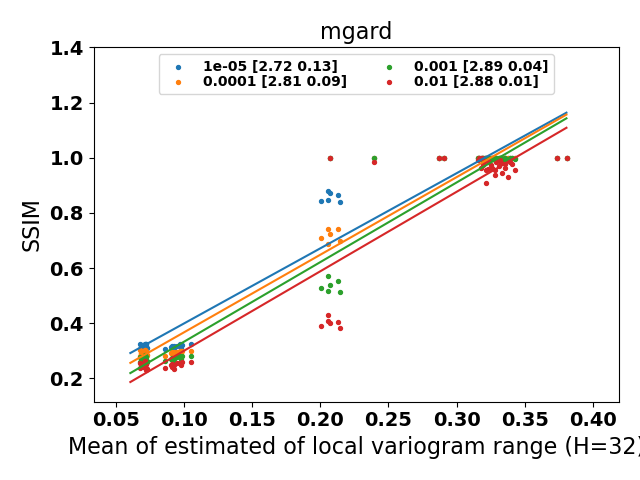 mgard
1.4
1.2
1.0
0.8
0.6
0.4
0.2
SSIM
1e-05 [2.72 0.13]
0.0001 [2.81 0.09]
0.001 [2.89 0.04]
0.01 [2.88 0.01]
0.05 0.10 0.15 0.20 0.25 0.30 0.35 0.40
Mean of estimated of local variogram range (H=32)